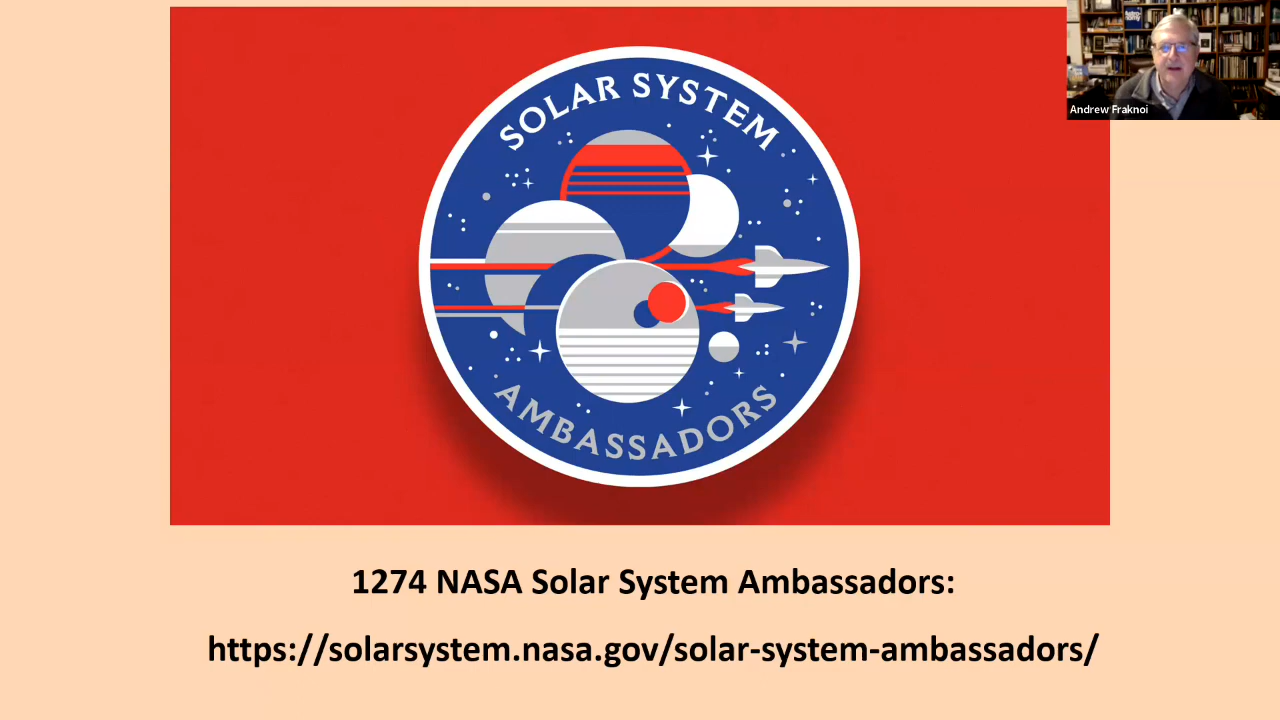 SOLAR SYSTEM
AMBASSADORS
Andrew Fraknoi
1274 NASA Solar System Ambassadors:
https://solarsystem.nasa.gov/solar-system-ambassadors/